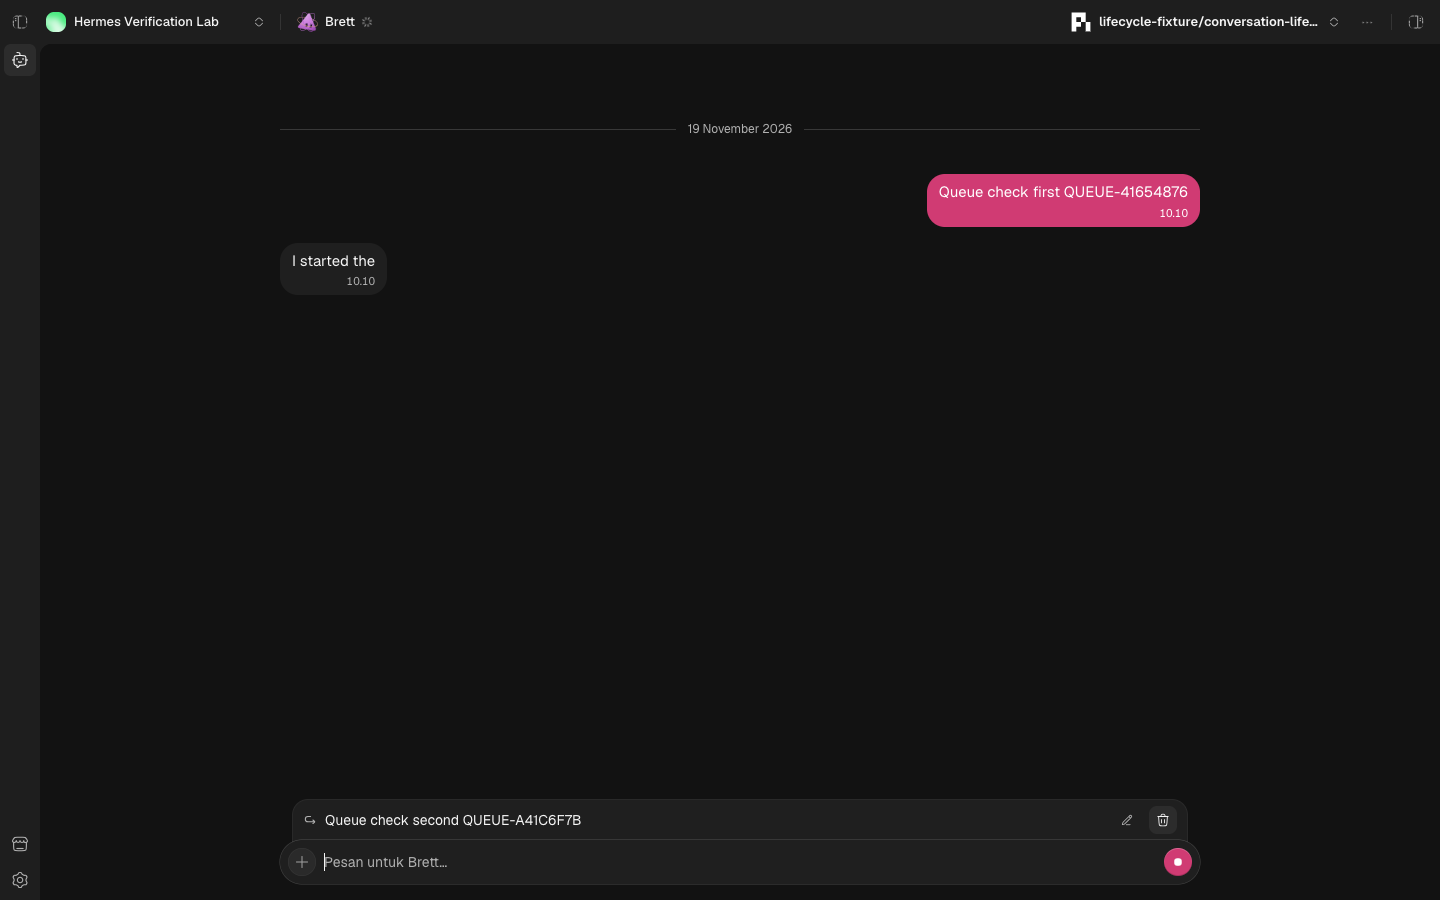 Hermes Verification Lab
Brett
lifecycle-fixture/conversation-life...
19 November 2026
Queue check first QUEUE-41654876
10.10
I started the
10.10
Queue check second QUEUE-A41C6F7B
Pesan untuk Brett...